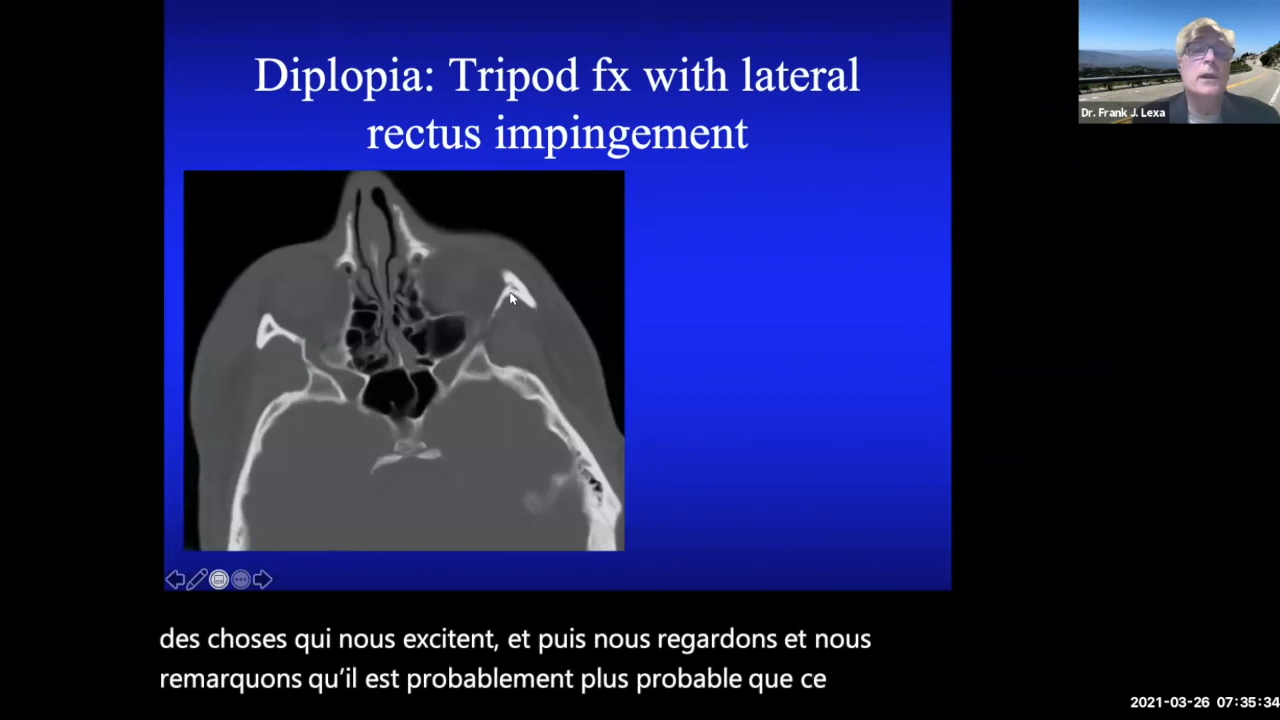 Diplopia: Tripod fx with lateral
rectus impingement
Dr. Frank J. Lexa
des choses qui nous excitent, et puis nous regardons et nous
remarquons qu'il est probablement plus probable que ce
2021-03-26 07:35:34